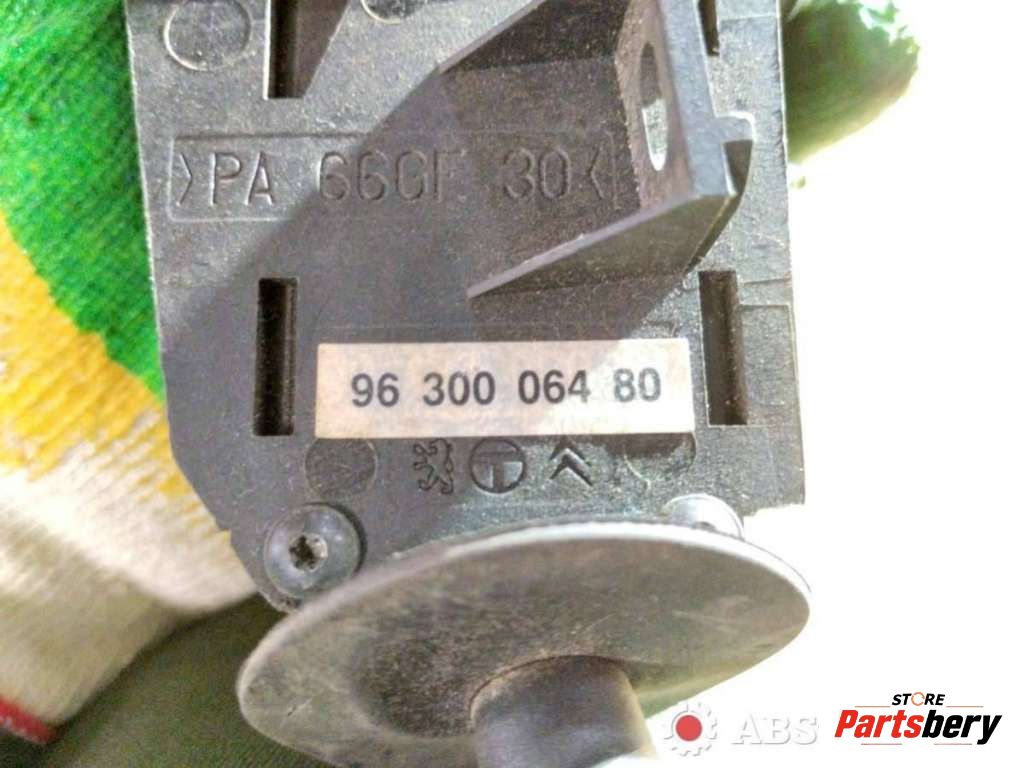 >PA 66GF 30<
96 300 064 80
ABS
STORE
Partsbery